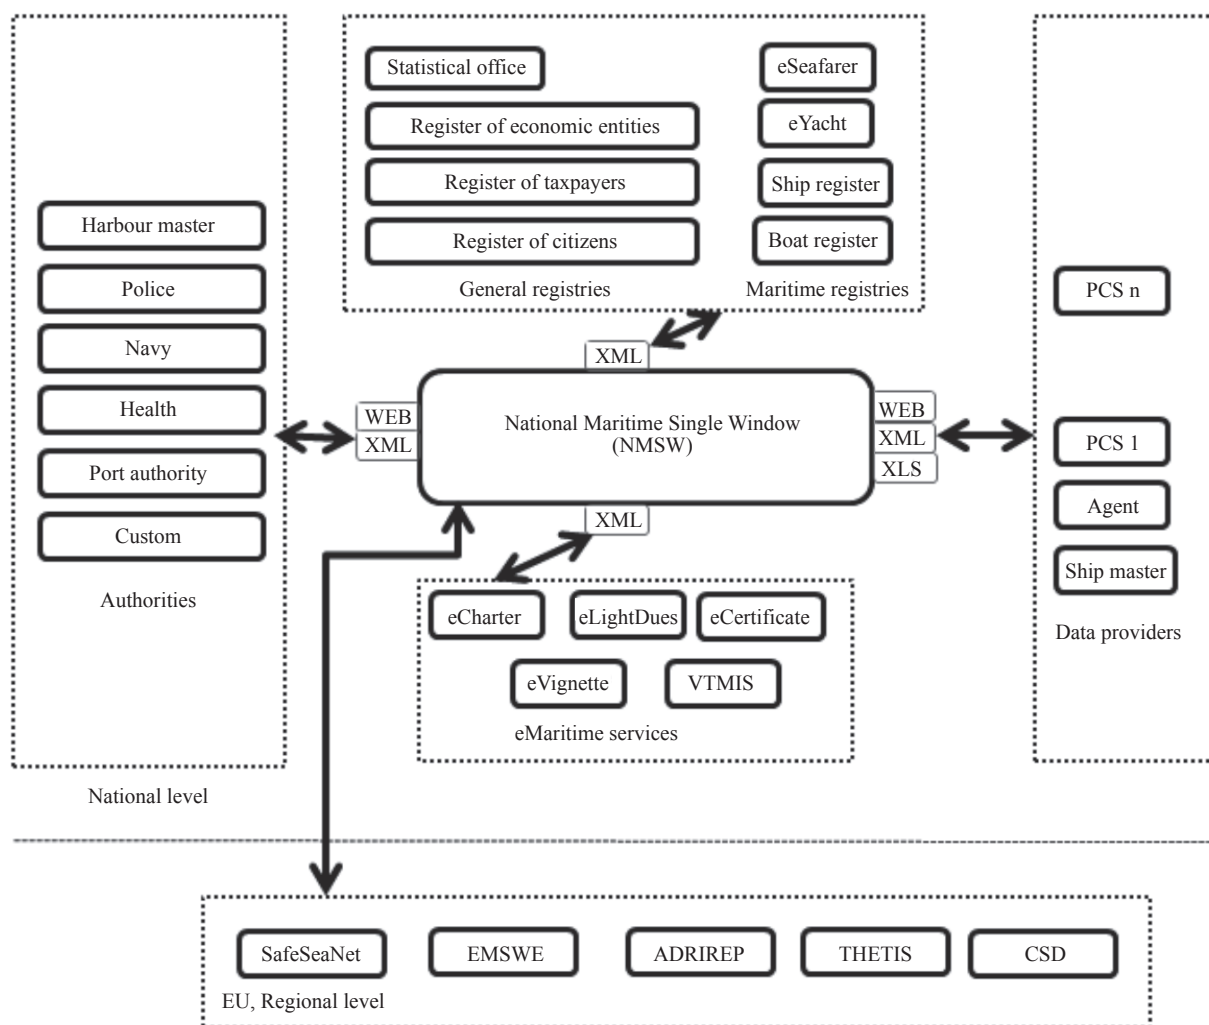 Statistical office
Register of economic entities
Register of taxpayers
Register of citizens
General registries
eSeafarer
eYacht
Ship register
Boat register
Maritime registries
Harbour master
Police
Navy
Health
Port authority
Custom
Authorities
National level
XML
WEB
XML
National Maritime Single Window
(NMSW)
WEB
XML
XLS
XML
PCS n
PCS 1
Agent
Ship master
Data providers
eCharter
eLightDues
eCertificate
eVignette
VTMIS
eMaritime services
SafeSeaNet
EMSWE
ADRIREP
THETIS
CSD
EU, Regional level